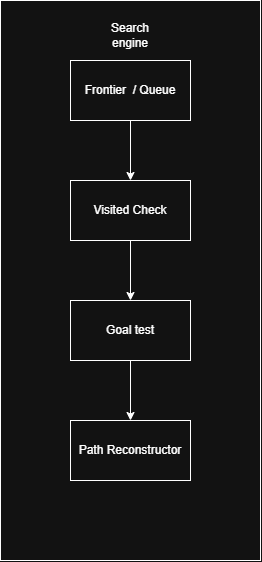 Search
engine
Frontier / Queue
Visited Check
Goal test
Path Reconstructor